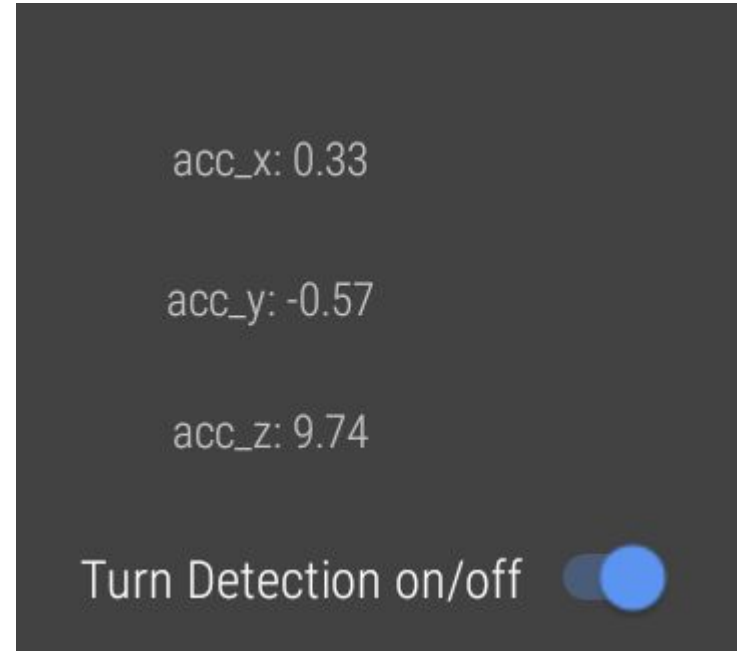 acc_x: 0.33
acc_y: -0.57
acc_z: 9.74
Turn Detection on/off